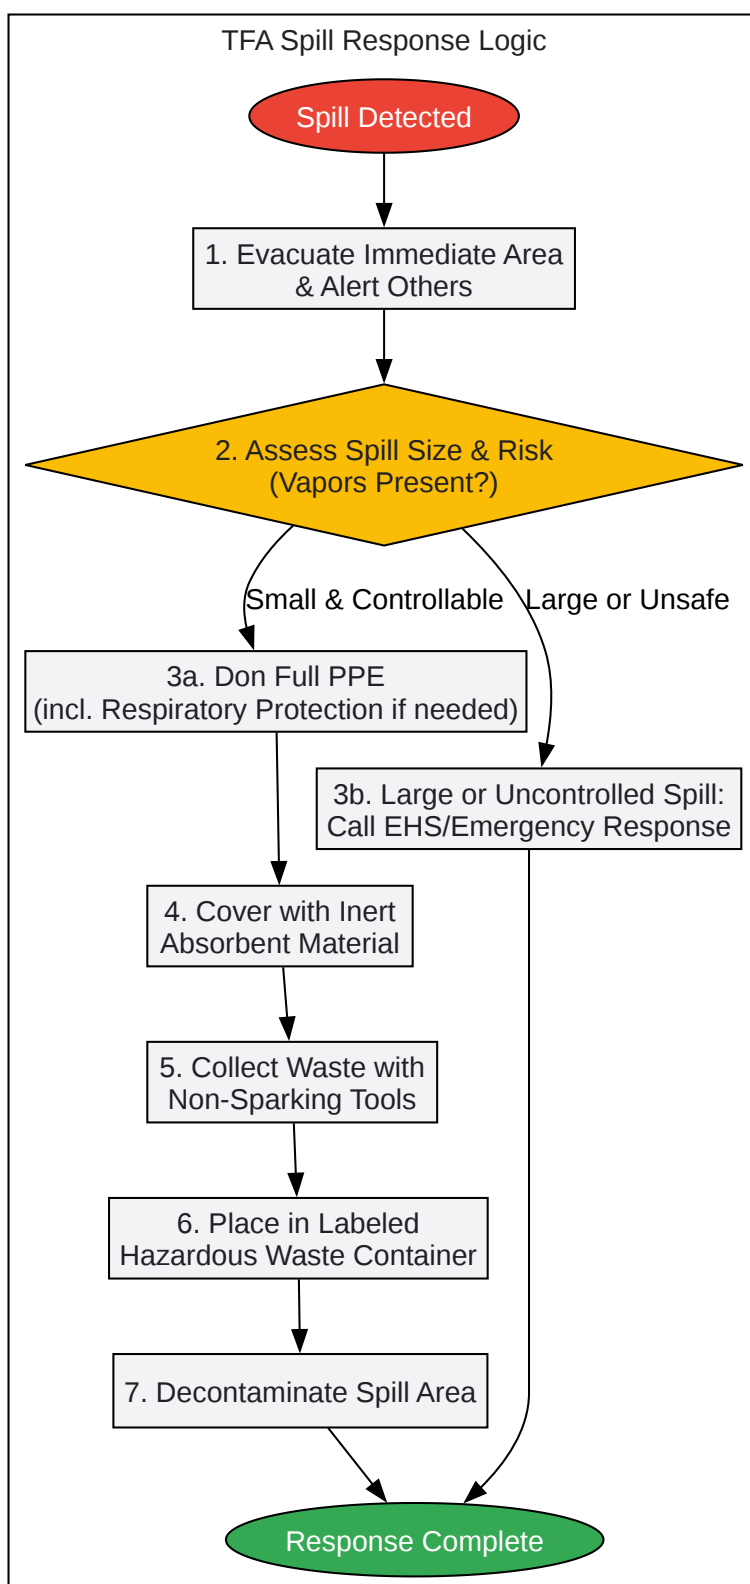 TFA Spill Response Logic
Spill Detected
1. Evacuate Immediate Area
& Alert Others
2. Assess Spill Size & Risk
(Vapors Present?)
Small & Controllable
Large or Unsafe
3a. Don Full PPE
(incl. Respiratory Protection if needed)
3b. Large or Uncontrolled Spill:
Call EHS/Emergency Response
4. Cover with Inert
Absorbent Material
5. Collect Waste with
Non-Sparking Tools
6. Place in Labeled
Hazardous Waste Container
7. Decontaminate Spill Area
Response Complete